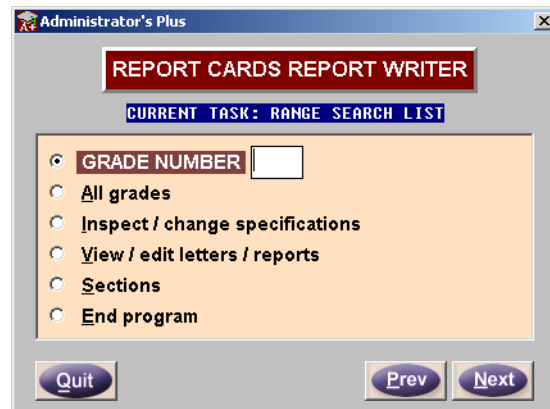 Administrator's Plus
REPORT CARDS REPORT WRITER
CURRENT TASK: RANGE SEARCH LIST
GRADE NUMBER
All grades
Inspect / change specifications
View / edit letters / reports
Sections
End program
Quit Prev Next